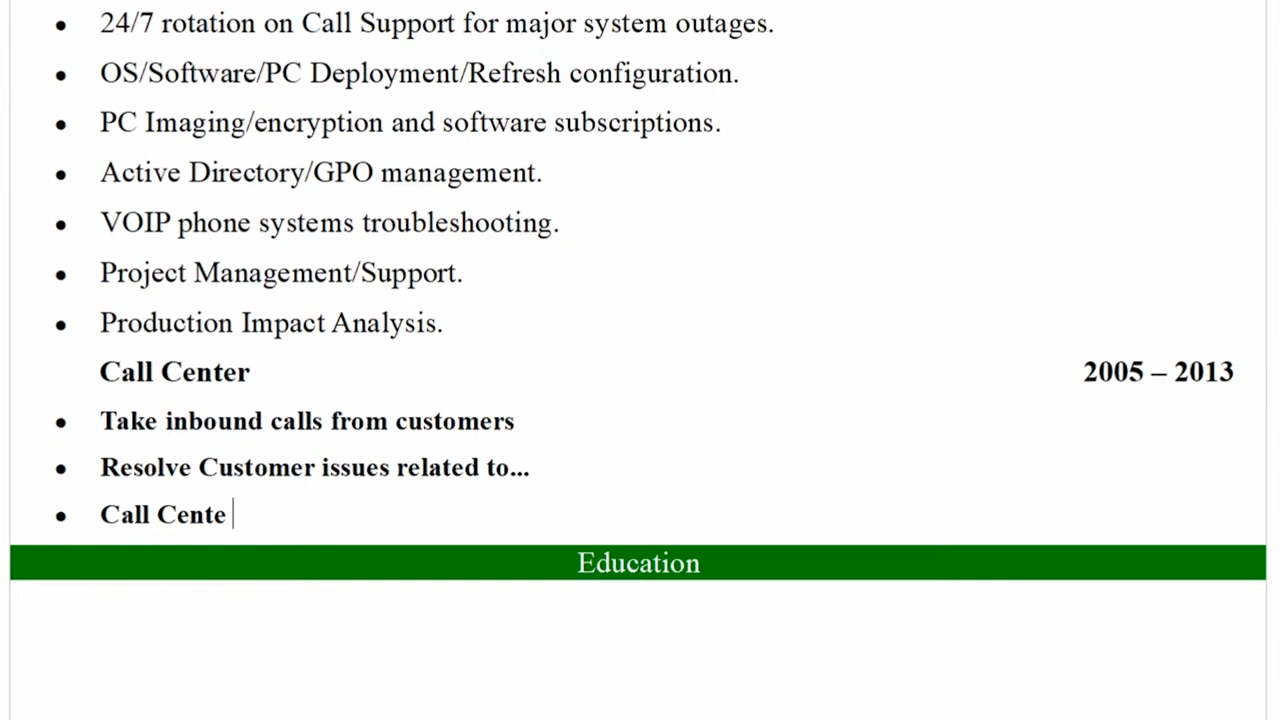 • 24/7 rotation on Call Support for major system outages.
• OS/Software/PC Deployment/Refresh configuration.
• PC Imaging/encryption and software subscriptions.
• Active Directory/GPO management.
• VOIP phone systems troubleshooting.
• Project Management/Support.
• Production Impact Analysis.
Call Center 2005 – 2013
• Take inbound calls from customers
• Resolve Customer issues related to...
• Call Cente
Education